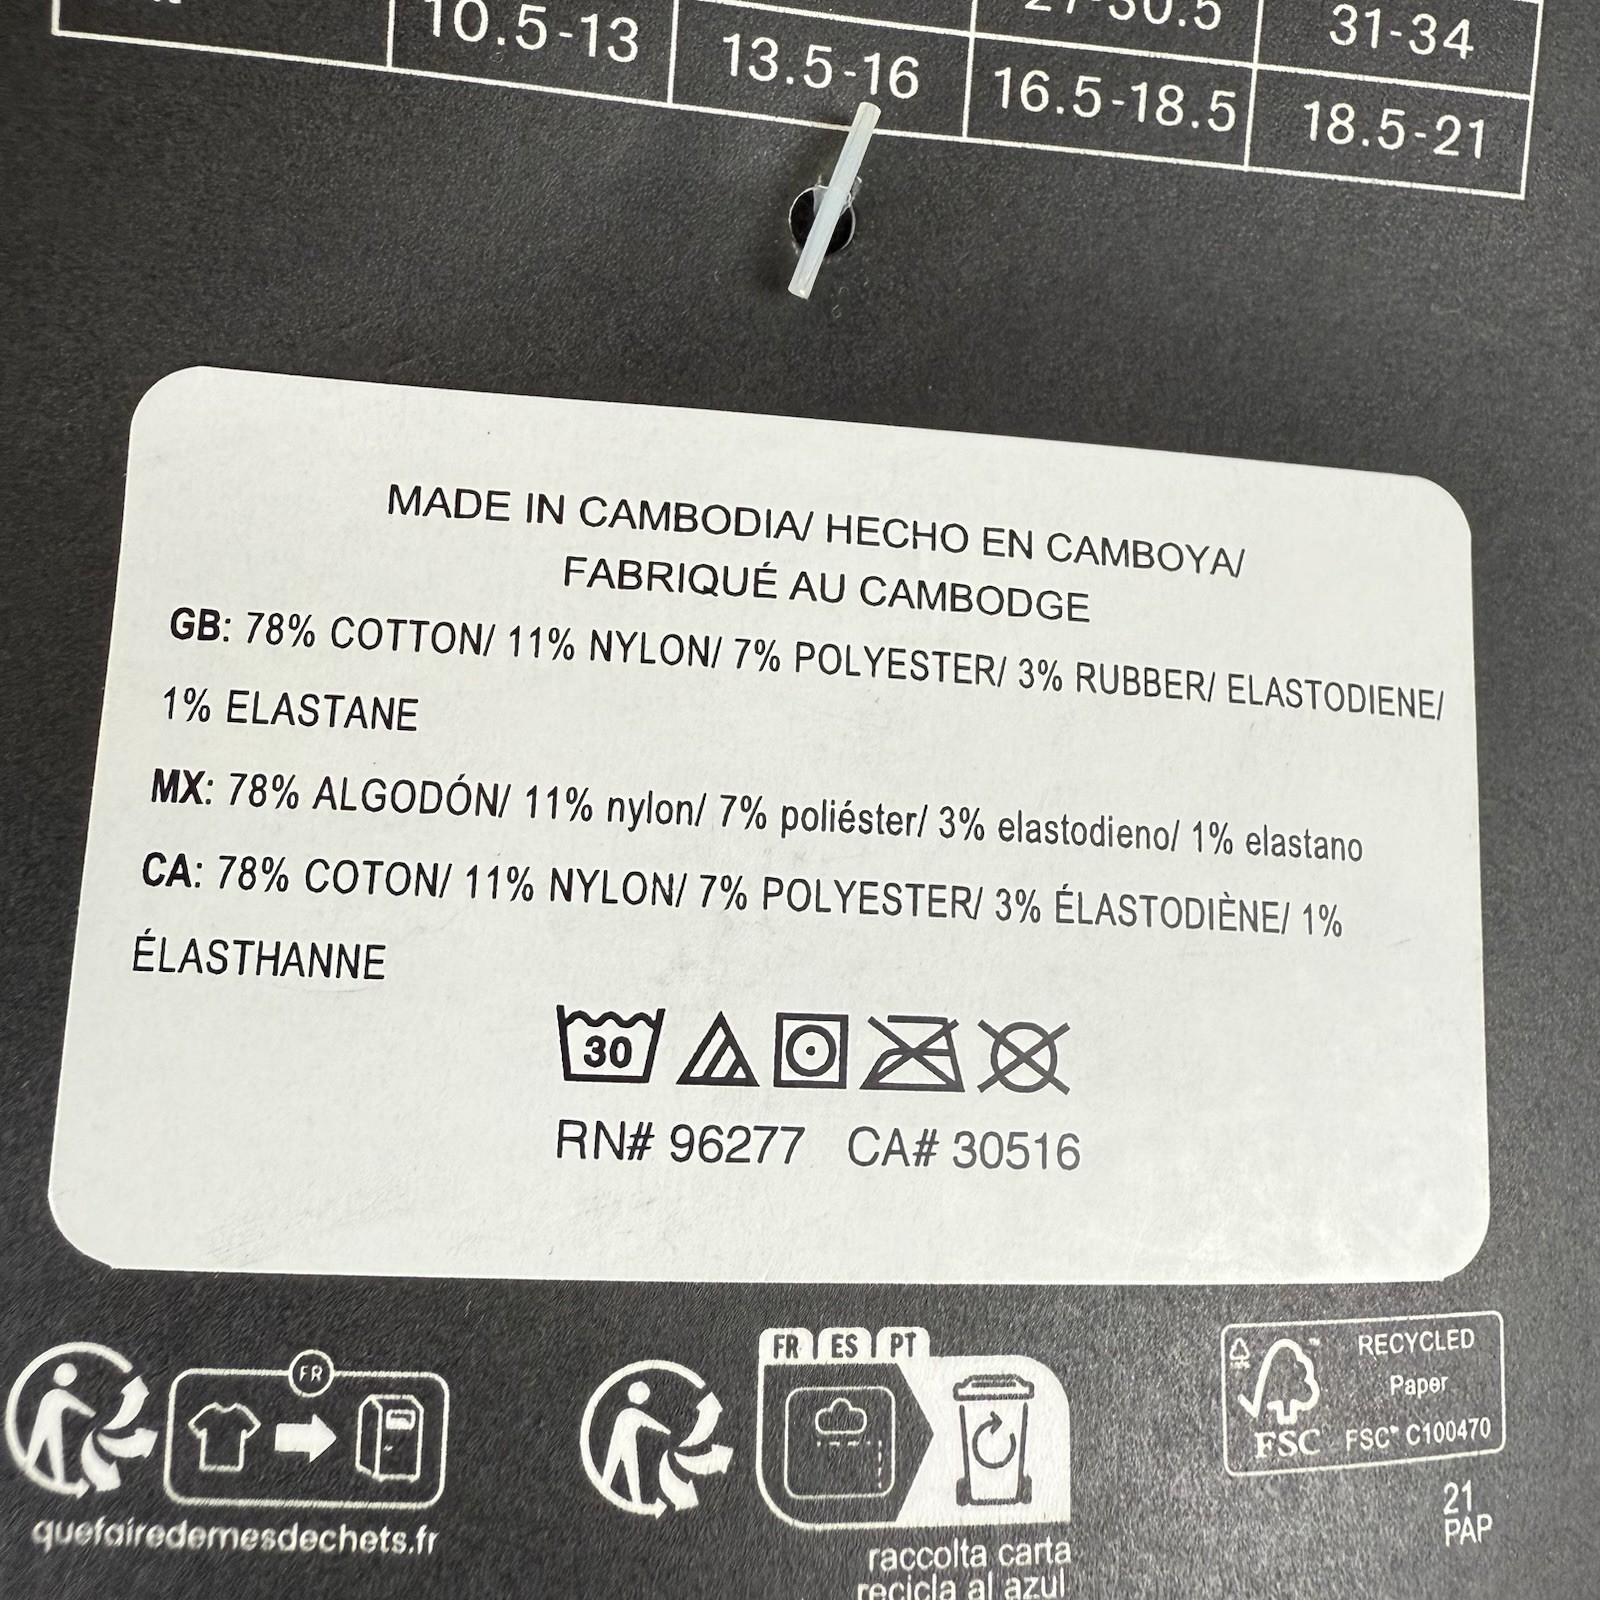 27-30.5 31-34
10.5-13 13.5-16 16.5-18.5 18.5-21
MADE IN CAMBODIA/ HECHO EN CAMBOYA/
FABRIQUÉ AU CAMBODGE
GB: 78% COTTON/ 11% NYLON/ 7% POLYESTER/ 3% RUBBER/ ELASTODIENE/
1% ELASTANE
MX: 78% ALGODÓN/ 11% nylon/ 7% poliéster/ 3% elastodieno/ 1% elastano
CA: 78% COTON/ 11% NYLON/ 7% POLYESTER/ 3% ÉLASTODIÈNE/ 1%
ÉLASTHANNE
30
RN# 96277 CA# 30516
FR
quefairedemesdechets.fr
FR ES PT
raccolta carta
recicla al azul
RECYCLED
Paper
FSC™ C100470
FSC
21
PAP